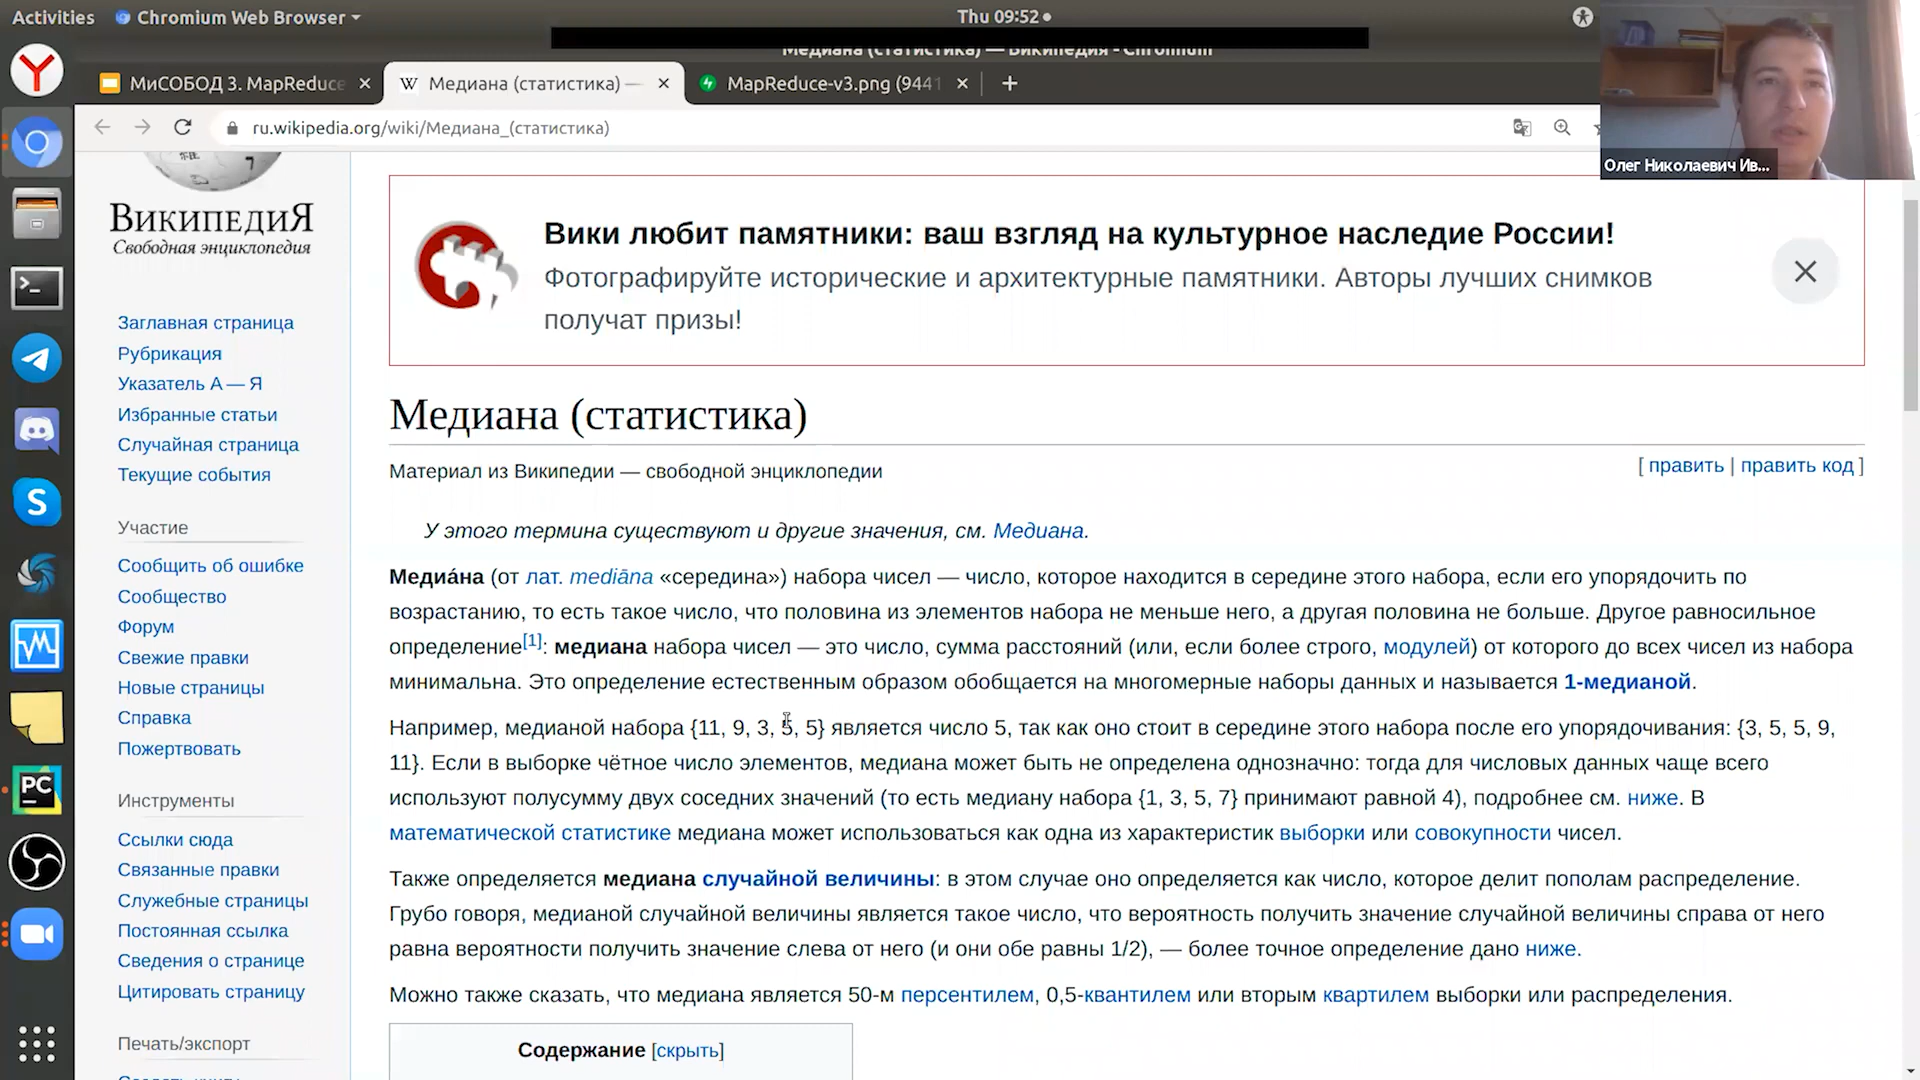 Activities
Chromium Web Browser
Thu 09:52
Медиана (статистика) — Википедия - Chromium
МиСОБОД 3. MapReduce
Медиана (статистика) —
MapReduce-v3.png (9441
ru.wikipedia.org/wiki/Медиана_(статистика)
Олег Николаевич Ив...
ВИКИПЕДИЯ
Свободная энциклопедия
Заглавная страница
Рубрикация
Указатель А — Я
Избранные статьи
Случайная страница
Текущие события
Участие
Сообщить об ошибке
Сообщество
Форум
Свежие правки
Новые страницы
Справка
Пожертвовать
Инструменты
Ссылки сюда
Связанные правки
Служебные страницы
Постоянная ссылка
Сведения о странице
Цитировать страницу
Печать/экспорт
Вики любит памятники: ваш взгляд на культурное наследие России!
Фотографируйте исторические и архитектурные памятники. Авторы лучших снимков
получат призы!
Медиана (статистика)
[ править | править код ]
Материал из Википедии — свободной энциклопедии
У этого термина существуют и другие значения, см. Медиана.
Медиа́на (от лат. mediāna «середина») набора чисел — число, которое находится в середине этого набора, если его упорядочить по
возрастанию, то есть такое число, что половина из элементов набора не меньше него, а другая половина не больше. Другое равносильное
определение[1]: медиана набора чисел — это число, сумма расстояний (или, если более строго, модулей) от которого до всех чисел из набора
минимальна. Это определение естественным образом обобщается на многомерные наборы данных и называется 1-медианой.
Например, медианой набора {11, 9, 3, 5, 5} является число 5, так как оно стоит в середине этого набора после его упорядочивания: {3, 5, 5, 9,
11}. Если в выборке чётное число элементов, медиана может быть не определена однозначно: тогда для числовых данных чаще всего
используют полусумму двух соседних значений (то есть медиану набора {1, 3, 5, 7} принимают равной 4), подробнее см. ниже. В
математической статистике медиана может использоваться как одна из характеристик выборки или совокупности чисел.
Также определяется медиана случайной величины: в этом случае оно определяется как число, которое делит пополам распределение.
Грубо говоря, медианой случайной величины является такое число, что вероятность получить значение случайной величины справа от него
равна вероятности получить значение слева от него (и они обе равны 1/2), — более точное определение дано ниже.
Можно также сказать, что медиана является 50-м персентилем, 0,5-квантилем или вторым квартилем выборки или распределения.
Содержание [скрыть]
PC